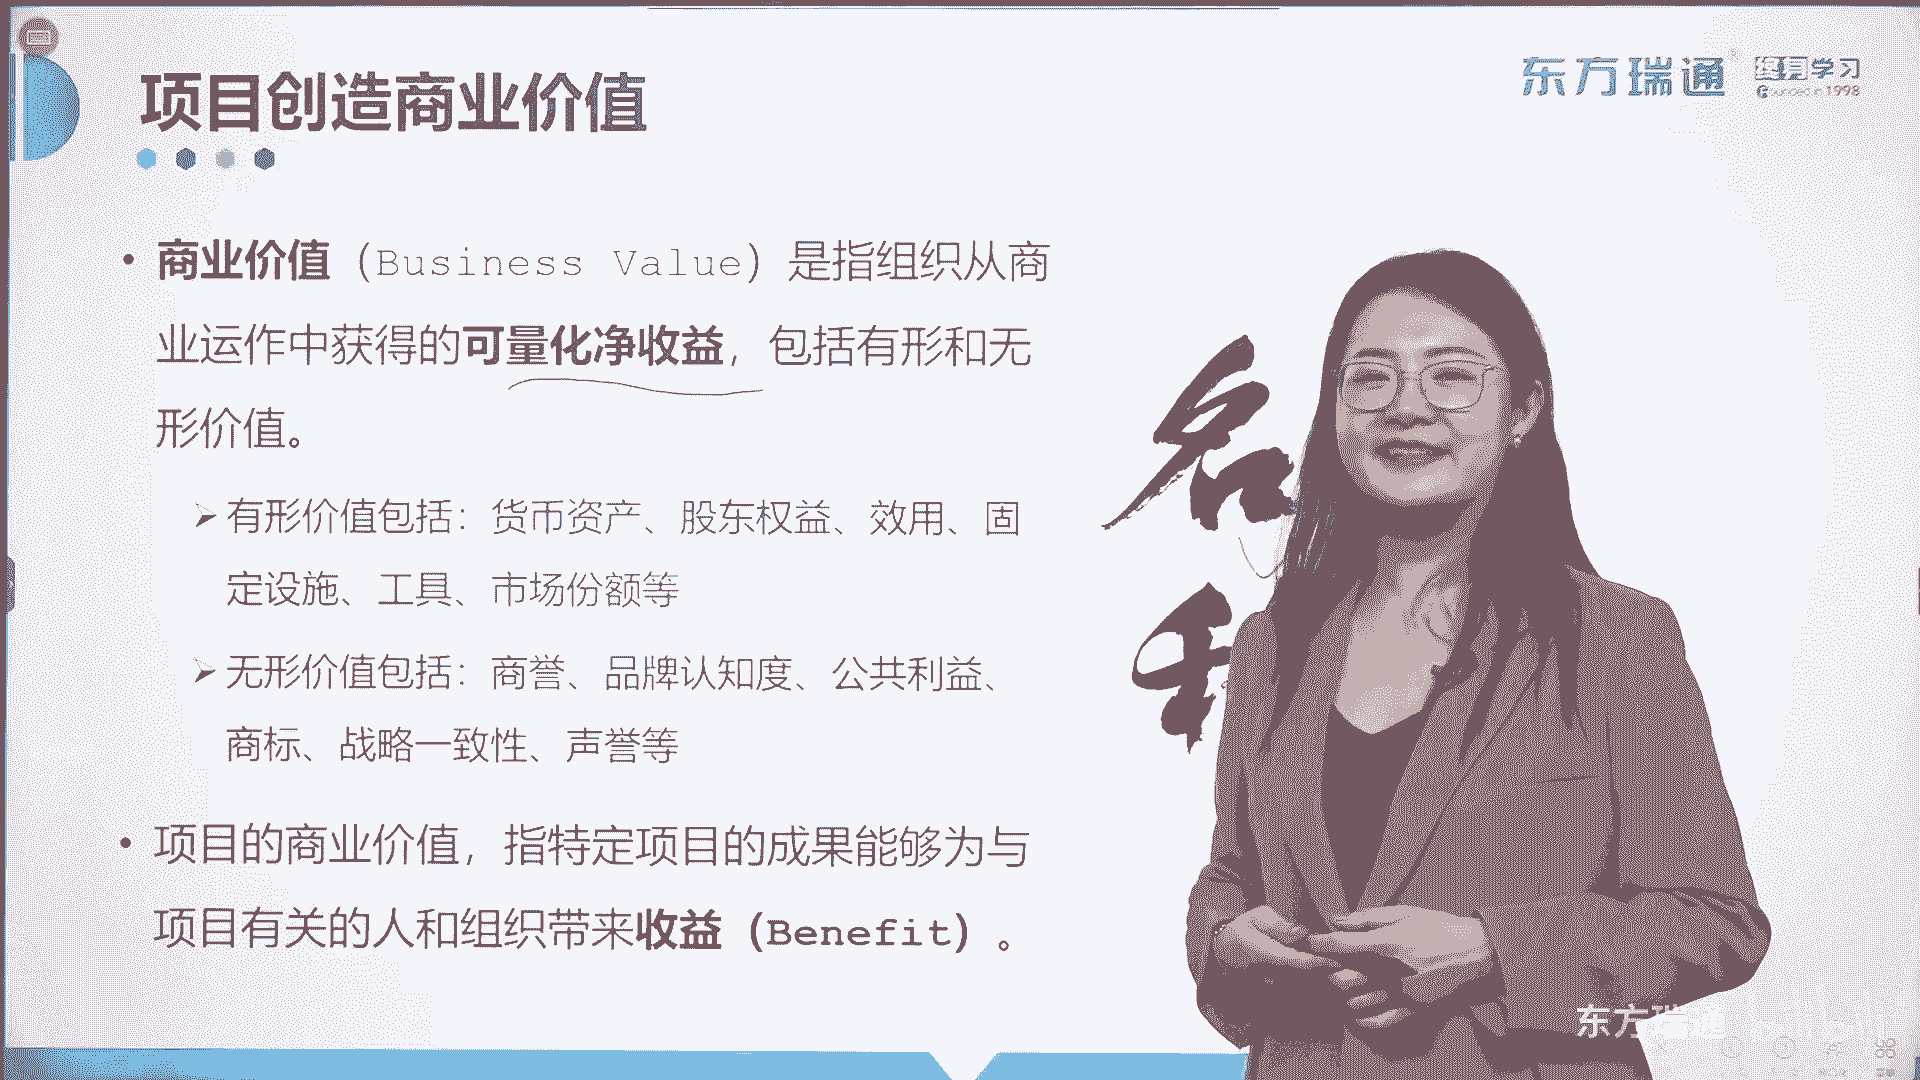 项目创造商业价值
东方瑞通® 终身学习
Founded in 1998
• 商业价值（Business Value）是指组织从商
业运作中获得的可量化净收益，包括有形和无
形价值。
➢ 有形价值包括：货币资产、股东权益、效用、固
定设施、工具、市场份额等
➢ 无形价值包括：商誉、品牌认知度、公共利益、
商标、战略一致性、声誉等
• 项目的商业价值，指特定项目的成果能够为与
项目有关的人和组织带来收益（Benefit）。
名
利
东方瑞通